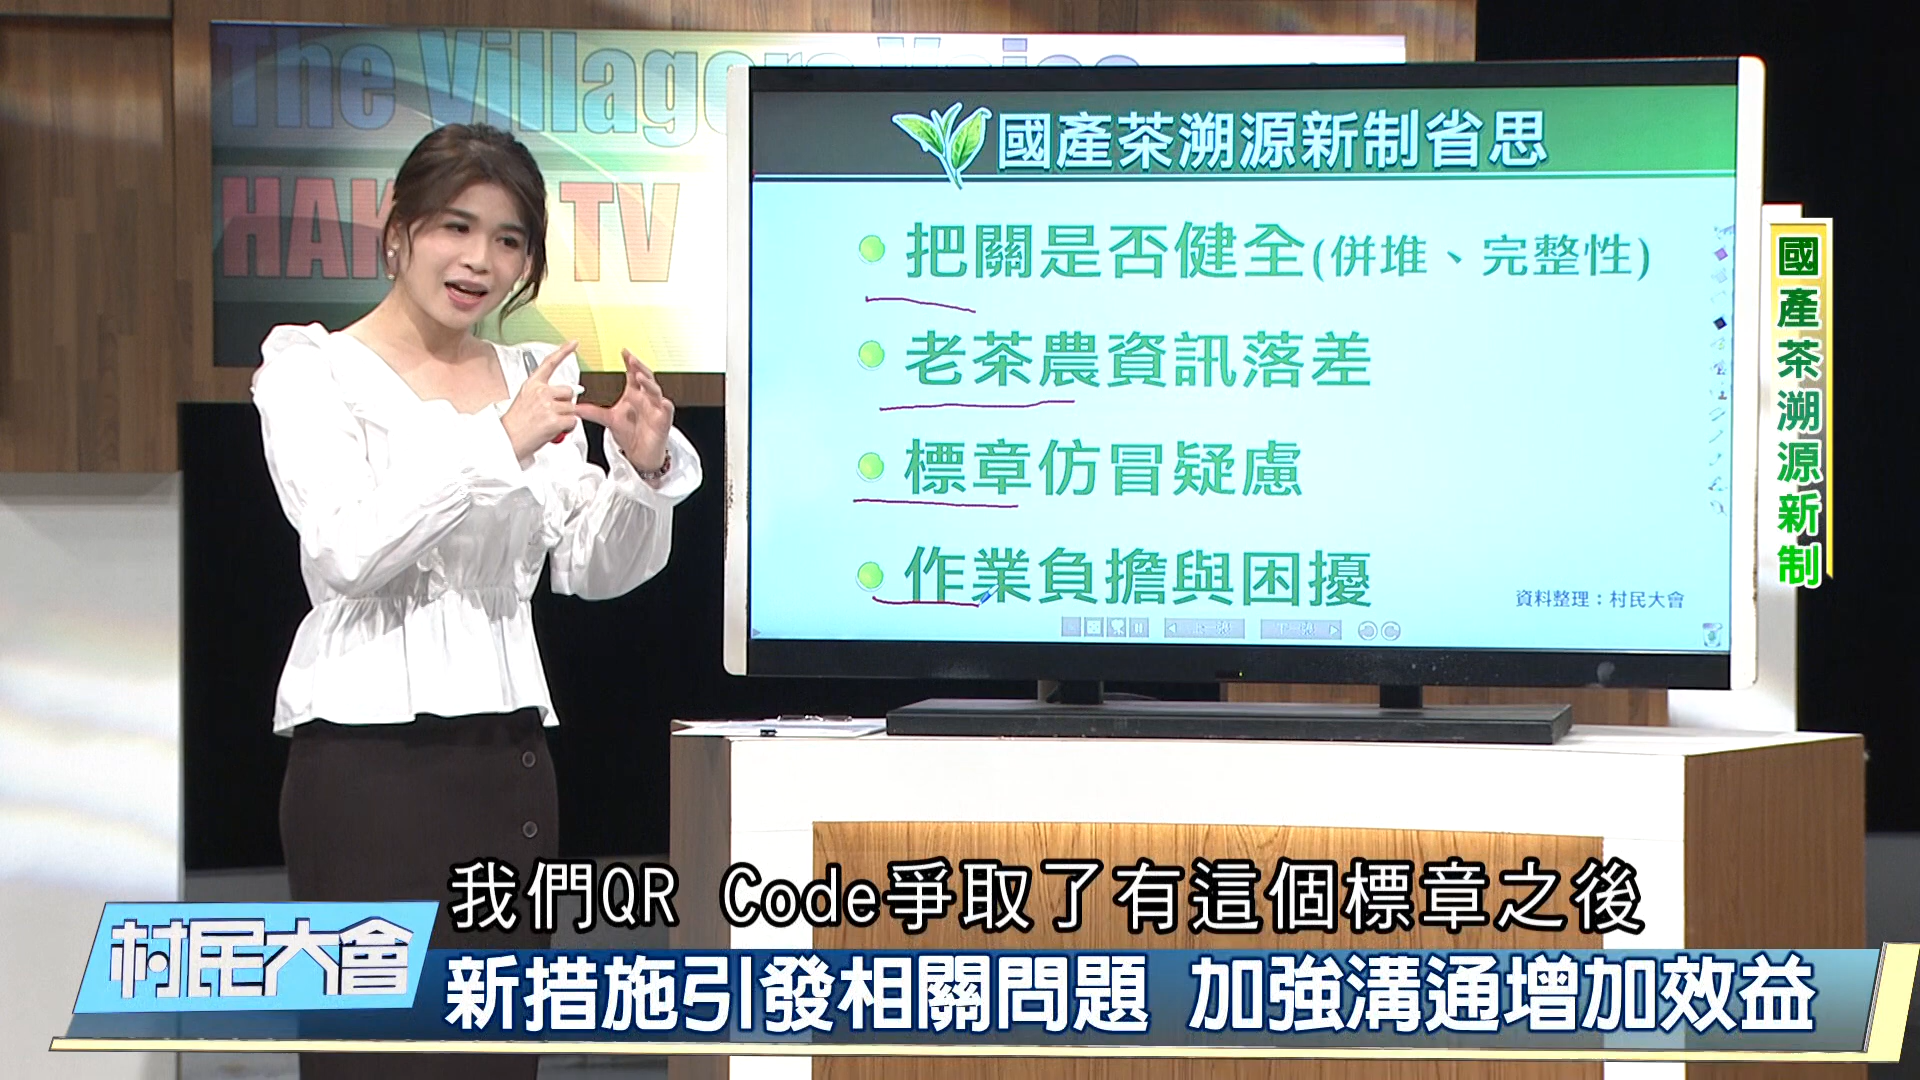 The Villagers Voice
HAK TV
國產茶溯源新制省思
把關是否健全(併堆、完整性)
老茶農資訊落差
標章仿冒疑慮
作業負擔與困擾
資料整理：村民大會
國產茶溯源新制
我們QR Code爭取了有這個標章之後
村民大會
新措施引發相關問題 加強溝通增加效益